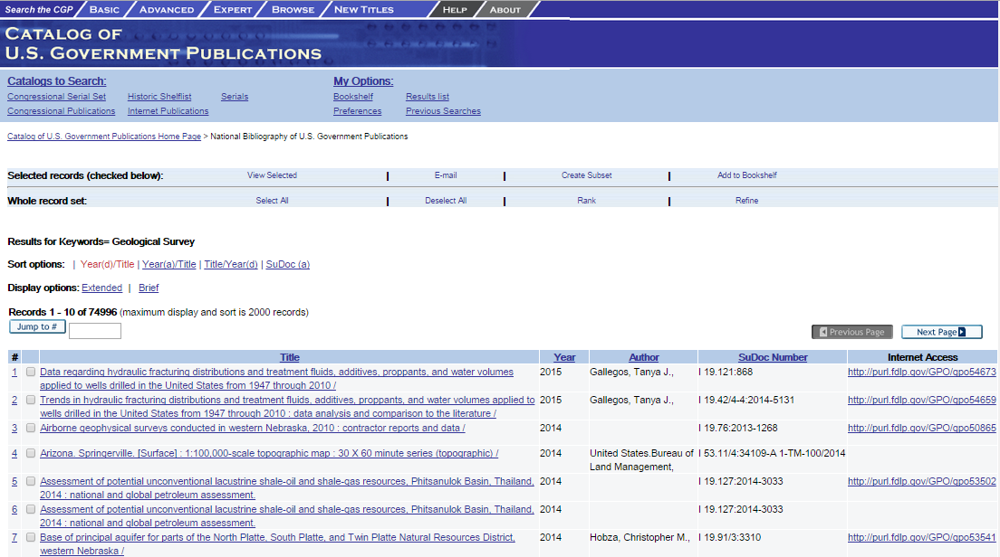 Search the CGP BASIC ADVANCED EXPERT BROWSE NEW TITLES HELP ABOUT
CATALOG OF
U.S. GOVERNMENT PUBLICATIONS
Catalogs to Search: My Options:
Congressional Serial Set Historic Shelflist Serials Bookshelf Results list
Congressional Publications Internet Publications Preferences Previous Searches
Catalog of U.S. Government Publications Home Page > National Bibliography of U.S. Government Publications
Selected records (checked below): View Selected | E-mail | Create Subset | Add to Bookshelf
Whole record set: Select All | Deselect All | Rank | Refine
Results for Keywords= Geological Survey
Sort options: | Year(d)/Title | Year(a)/Title | Title/Year(d) | SuDoc (a)
Display options: Extended | Brief
Records 1 - 10 of 74996 (maximum display and sort is 2000 records)
Jump to # Previous Page Next Page
# Title Year Author SuDoc Number Internet Access
1 Data regarding hydraulic fracturing distributions and treatment fluids, additives, proppants, and water volumes 2015 Gallegos, Tanya J., I 19.121:868 http://purl.fdlp.gov/GPO/gpo54673
applied to wells drilled in the United States from 1947 through 2010 /
2 Trends in hydraulic fracturing distributions and treatment fluids, additives, proppants, and water volumes applied to 2015 Gallegos, Tanya J., I 19.42/4-4:2014-5131 http://purl.fdlp.gov/GPO/gpo54659
wells drilled in the United States from 1947 through 2010 : data analysis and comparison to the literature /
3 Airborne geophysical surveys conducted in western Nebraska, 2010 : contractor reports and data / 2014 I 19.76:2013-1268 http://purl.fdlp.gov/GPO/gpo50865
4 Arizona. Springerville. [Surface] : 1:100,000-scale topographic map : 30 X 60 minute series (topographic) / 2014 United States.Bureau of I 53.11/4:34109-A 1-TM-100/2014
Land Management,
5 Assessment of potential unconventional lacustrine shale-oil and shale-gas resources, Phitsanulok Basin, Thailand, 2014 I 19.127:2014-3033 http://purl.fdlp.gov/GPO/gpo53502
2014 : national and global petroleum assessment.
6 Assessment of potential unconventional lacustrine shale-oil and shale-gas resources, Phitsanulok Basin, Thailand, 2014 I 19.127:2014-3033
2014 : national and global petroleum assessment.
7 Base of principal aquifer for parts of the North Platte, South Platte, and Twin Platte Natural Resources District, 2014 Hobza, Christopher M., I 19.91/3:3310 http://purl.fdlp.gov/GPO/gpo53541
western Nebraska /